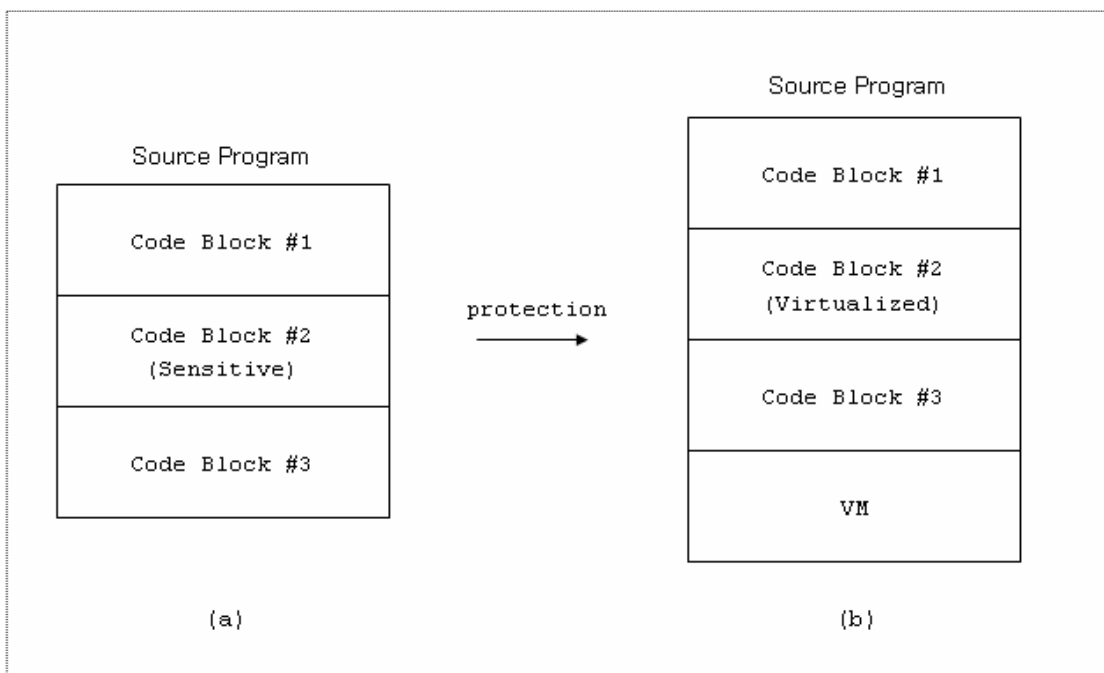 Source Program
Code Block #1
Code Block #2
(Sensitive)
Code Block #3
(a)
protection
Source Program
Code Block #1
Code Block #2
(Virtualized)
Code Block #3
VM
(b)